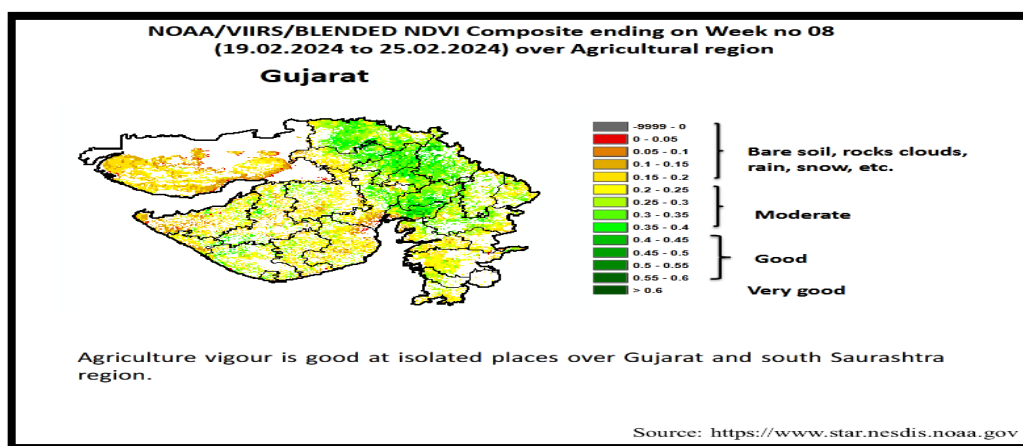 NOAA/VIIRS/BLENDED NDVI Composite ending on Week no 08
(19.02.2024 to 25.02.2024) over Agricultural region
Gujarat
-9999 - 0
0 - 0.05
0.05 - 0.1
0.1 - 0.15
0.15 - 0.2
0.2 - 0.25
0.25 - 0.3
0.3 - 0.35
0.35 - 0.4
0.4 - 0.45
0.45 - 0.5
0.5 - 0.55
0.55 - 0.6
> 0.6
Bare soil, rocks clouds,
rain, snow, etc.
Moderate
Good
Very good
Agriculture vigour is good at isolated places over Gujarat and south Saurashtra
region.
Source: https://www.star.nesdis.noaa.gov